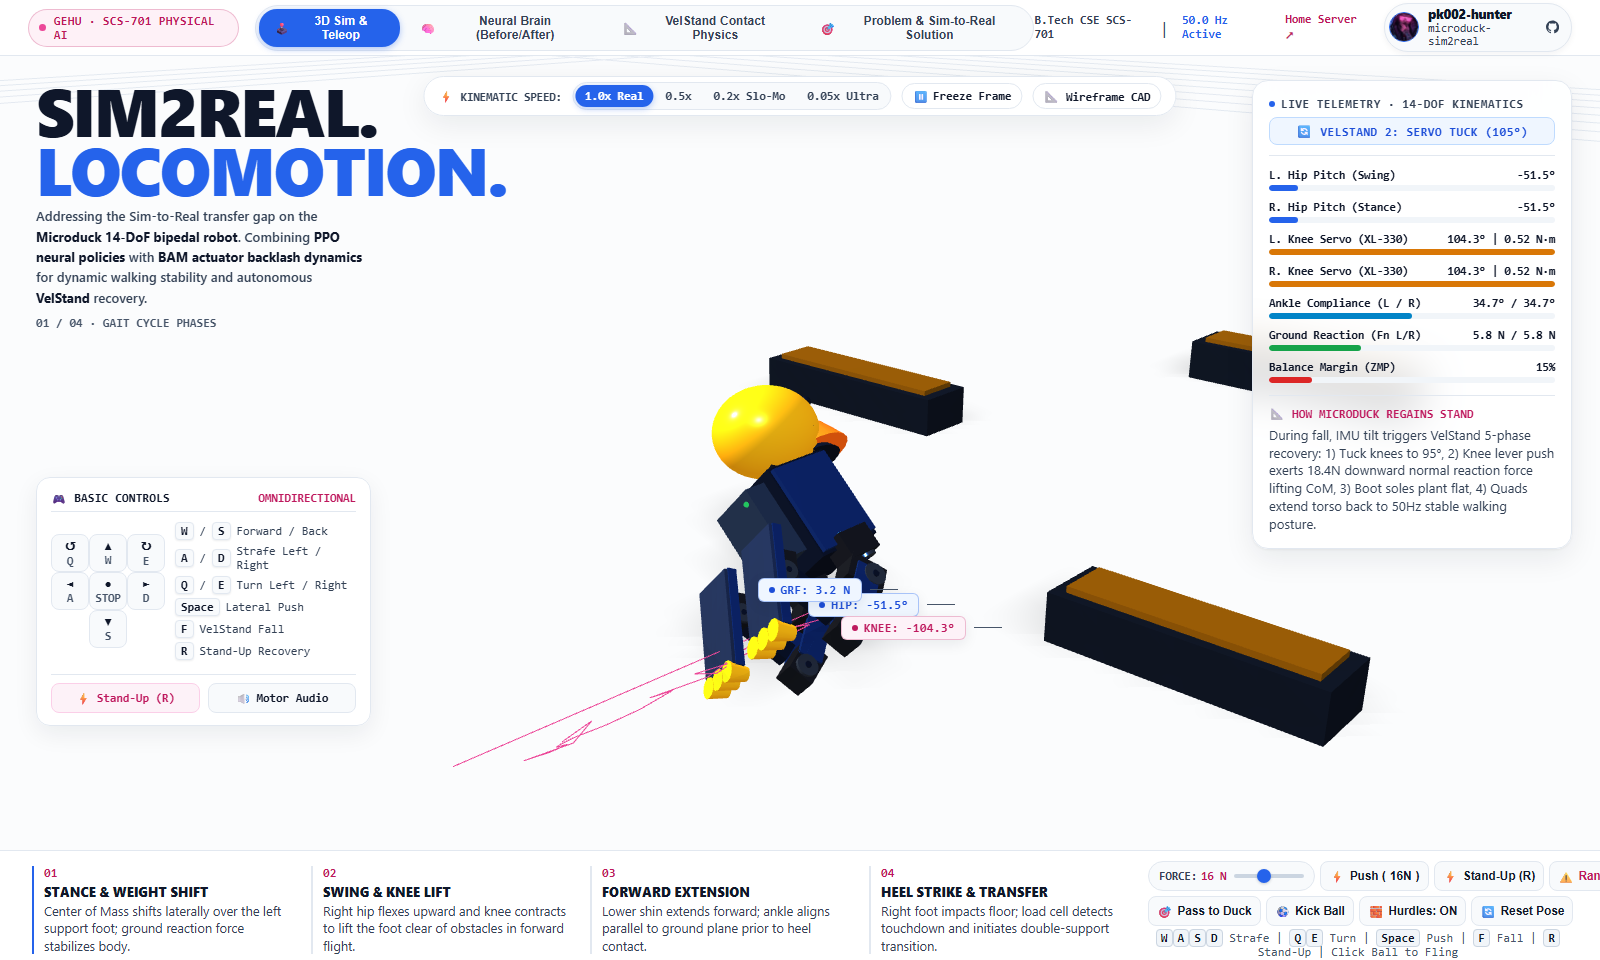 GEHU · SCS-701 PHYSICAL
AI
3D Sim &
Teleop
Neural Brain
(Before/After)
VelStand Contact
Physics
Problem & Sim-to-Real
Solution
B.Tech CSE SCS-
701
|
50.0 Hz
Active
Home Server
↗
pk002-hunter
microduck-
sim2real
SIM2REAL.
LOCOMOTION.
Addressing the Sim-to-Real transfer gap on the
Microduck 14-DoF bipedal robot. Combining PPO
neural policies with BAM actuator backlash dynamics
for dynamic walking stability and autonomous
VelStand recovery.
01 / 04 · GAIT CYCLE PHASES
KINEMATIC SPEED: 1.0x Real 0.5x 0.2x Slo-Mo 0.05x Ultra Freeze Frame Wireframe CAD
LIVE TELEMETRY · 14-DOF KINEMATICS
VELSTAND 2: SERVO TUCK (105°)
L. Hip Pitch (Swing) -51.5°
R. Hip Pitch (Stance) -51.5°
L. Knee Servo (XL-330) 104.3° | 0.52 N·m
R. Knee Servo (XL-330) 104.3° | 0.52 N·m
Ankle Compliance (L / R) 34.7° / 34.7°
Ground Reaction (Fn L/R) 5.8 N / 5.8 N
Balance Margin (ZMP) 15%
HOW MICRODUCK REGAINS STAND
During fall, IMU tilt triggers VelStand 5-phase
recovery: 1) Tuck knees to 95°, 2) Knee lever push
exerts 18.4N downward normal reaction force
lifting CoM, 3) Boot soles plant flat, 4) Quads
extend torso back to 50Hz stable walking
posture.
BASIC CONTROLS OMNIDIRECTIONAL
↺ Q
▲ W
↻ E
◄ A
● STOP
► D
▼ S
W / S Forward / Back
A / D Strafe Left /
Right
Q / E Turn Left / Right
Space Lateral Push
F VelStand Fall
R Stand-Up Recovery
Stand-Up (R) Motor Audio
GRF: 3.2 N
HIP: -51.5°
KNEE: -104.3°
01
STANCE & WEIGHT SHIFT
Center of Mass shifts laterally over the left
support foot; ground reaction force
stabilizes body.
02
SWING & KNEE LIFT
Right hip flexes upward and knee contracts
to lift the foot clear of obstacles in forward
flight.
03
FORWARD EXTENSION
Lower shin extends forward; ankle aligns
parallel to ground plane prior to heel
contact.
04
HEEL STRIKE & TRANSFER
Right foot impacts floor; load cell detects
touchdown and initiates double-support
transition.
FORCE: 16 N Push ( 16N ) Stand-Up (R) Ran
Pass to Duck Kick Ball Hurdles: ON Reset Pose
W A S D Strafe | Q E Turn | Space Push | F Fall | R
Stand-Up | Click Ball to Fling